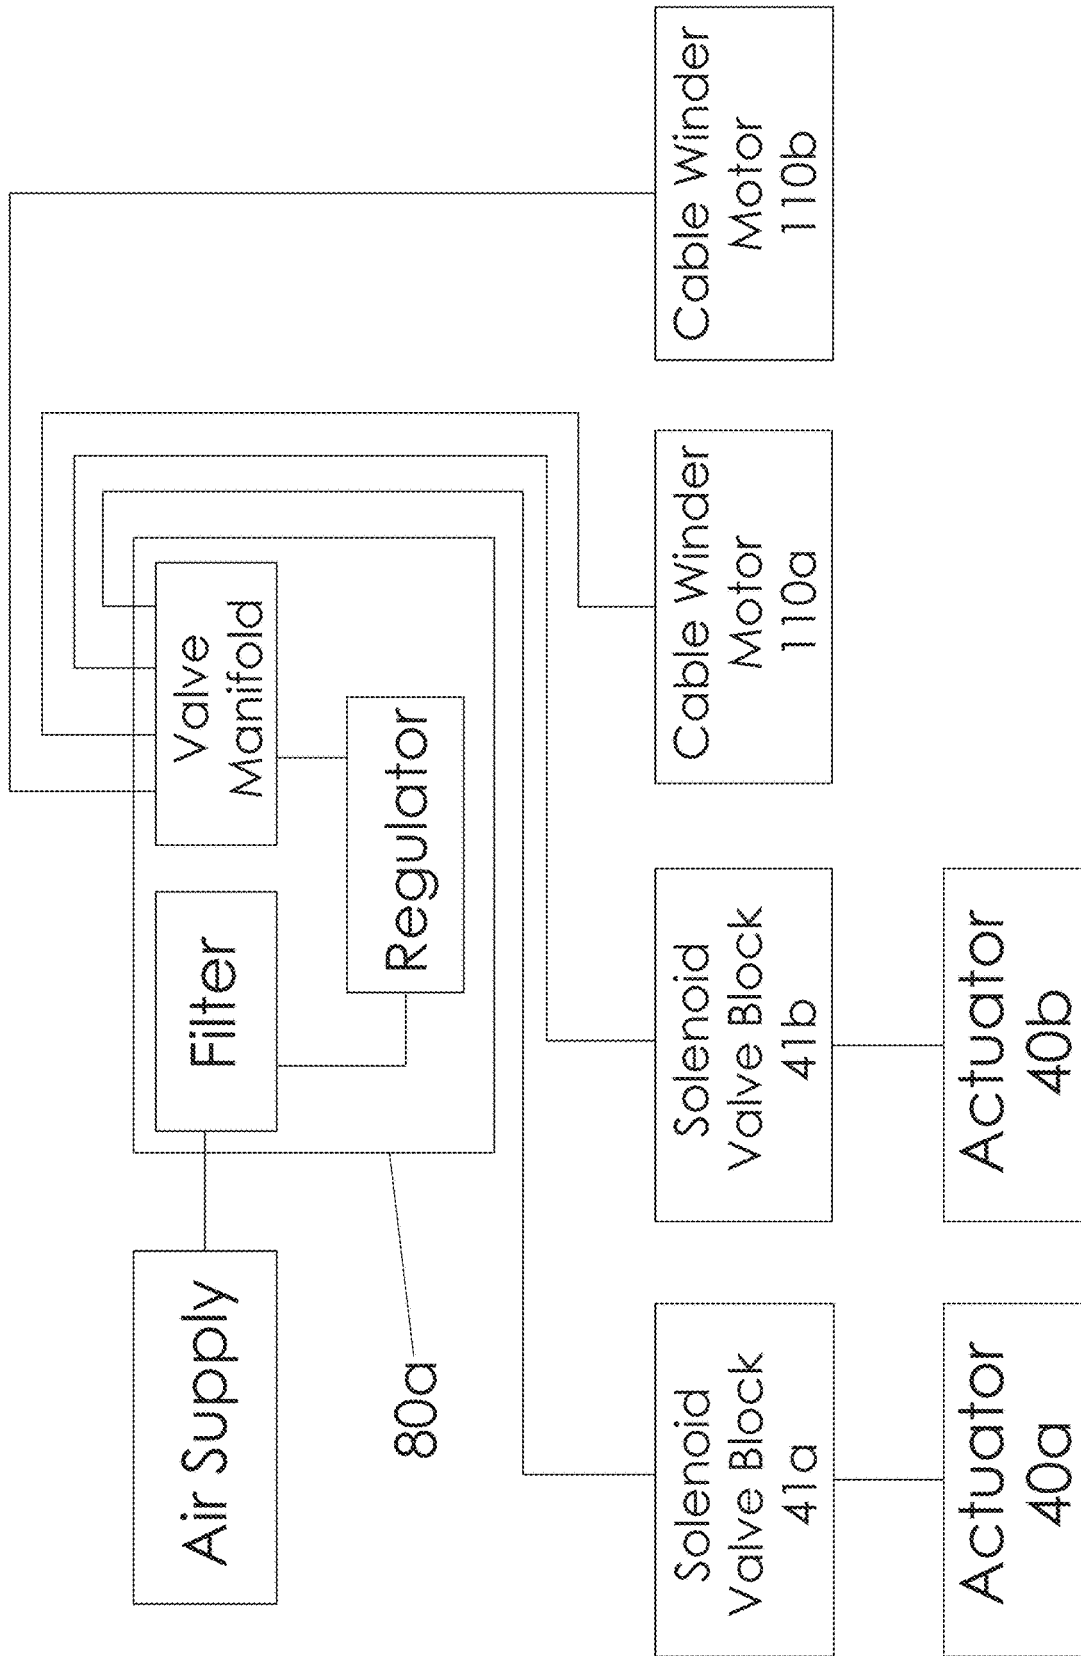 Air Supply
Filter
Valve
Manifold
Regulator
80a
Solenoid
Valve Block
41a
Solenoid
Valve Block
41b
Cable Winder
Motor
110a
Cable Winder
Motor
110b
Actuator
40a
Actuator
40b